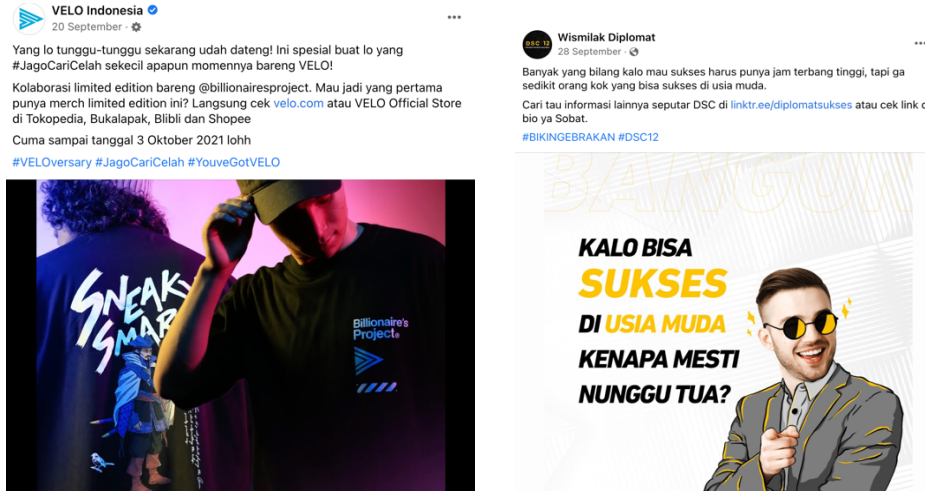 VELO Indonesia
20 September ·
Yang lo tunggu-tunggu sekarang udah dateng! Ini spesial buat lo yang
#JagoCariCelah sekecil apapun momennya bareng VELO!
Kolaborasi limited edition bareng @billionairesproject. Mau jadi yang pertama
punya merch limited edition ini? Langsung cek velo.com atau VELO Official Store
di Tokopedia, Bukalapak, Blibli dan Shopee
Cuma sampai tanggal 3 Oktober 2021 lohh
#VELOversary #JagoCariCelah #YouveGotVELO
SNEAK
SMAR
Billionaire's
Project®
DSC 12
Wismilak Diplomat
28 September ·
Banyak yang bilang kalo mau sukses harus punya jam terbang tinggi, tapi ga
sedikit orang kok yang bisa sukses di usia muda.
Cari tau informasi lainnya seputar DSC di linktr.ee/diplomatsukses atau cek link d
bio ya Sobat.
#BIKINGEBRAKAN #DSC12
BANGUN
KALO BISA
SUKSES
DI USIA MUDA
KENAPA MESTI
NUNGGU TUA?